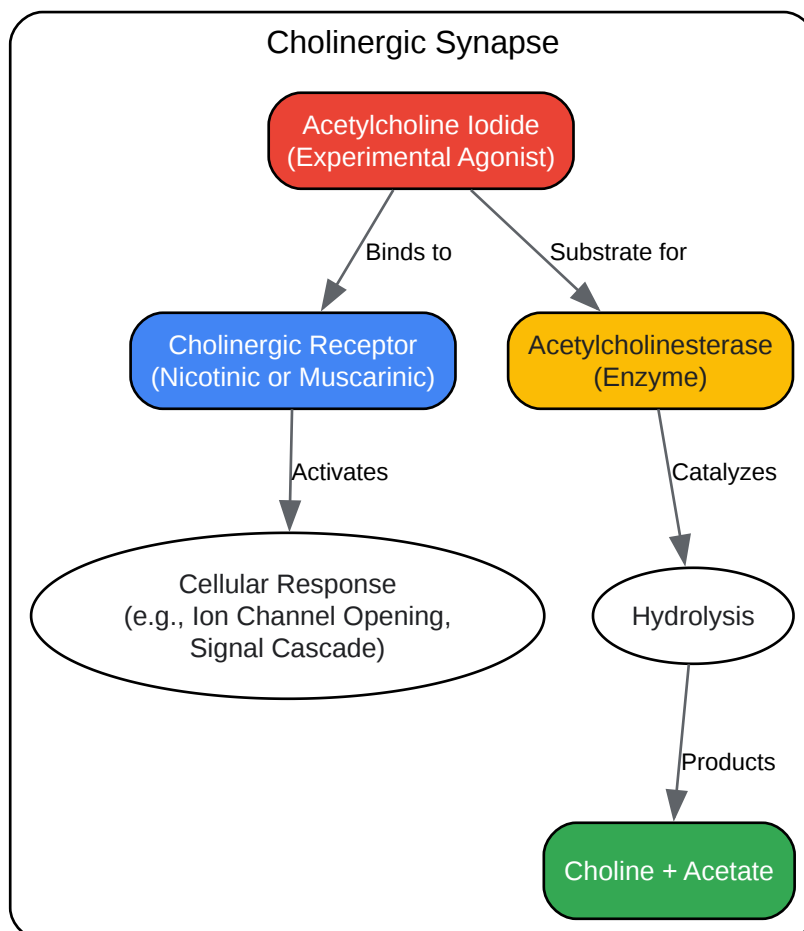 Cholinergic Synapse
Acetylcholine Iodide
(Experimental Agonist)
Binds to
Substrate for
Cholinergic Receptor
(Nicotinic or Muscarinic)
Acetylcholinesterase
(Enzyme)
Activates
Catalyzes
Cellular Response
(e.g., Ion Channel Opening,
Signal Cascade)
Hydrolysis
Products
Choline + Acetate